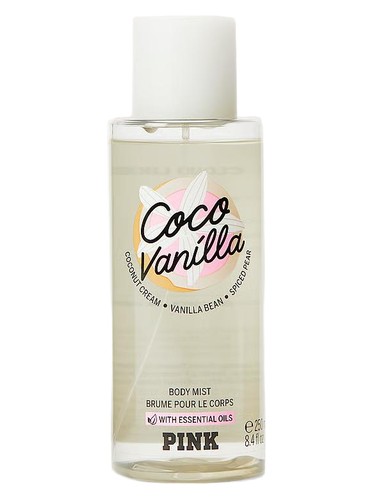 Coco
Vanilla
COCONUT CREAM • VANILLA BEAN • SPICED PEAR
BODY MIST
BRUME POUR LE CORPS
WITH ESSENTIAL OILS
PINK
250
8.4 fl